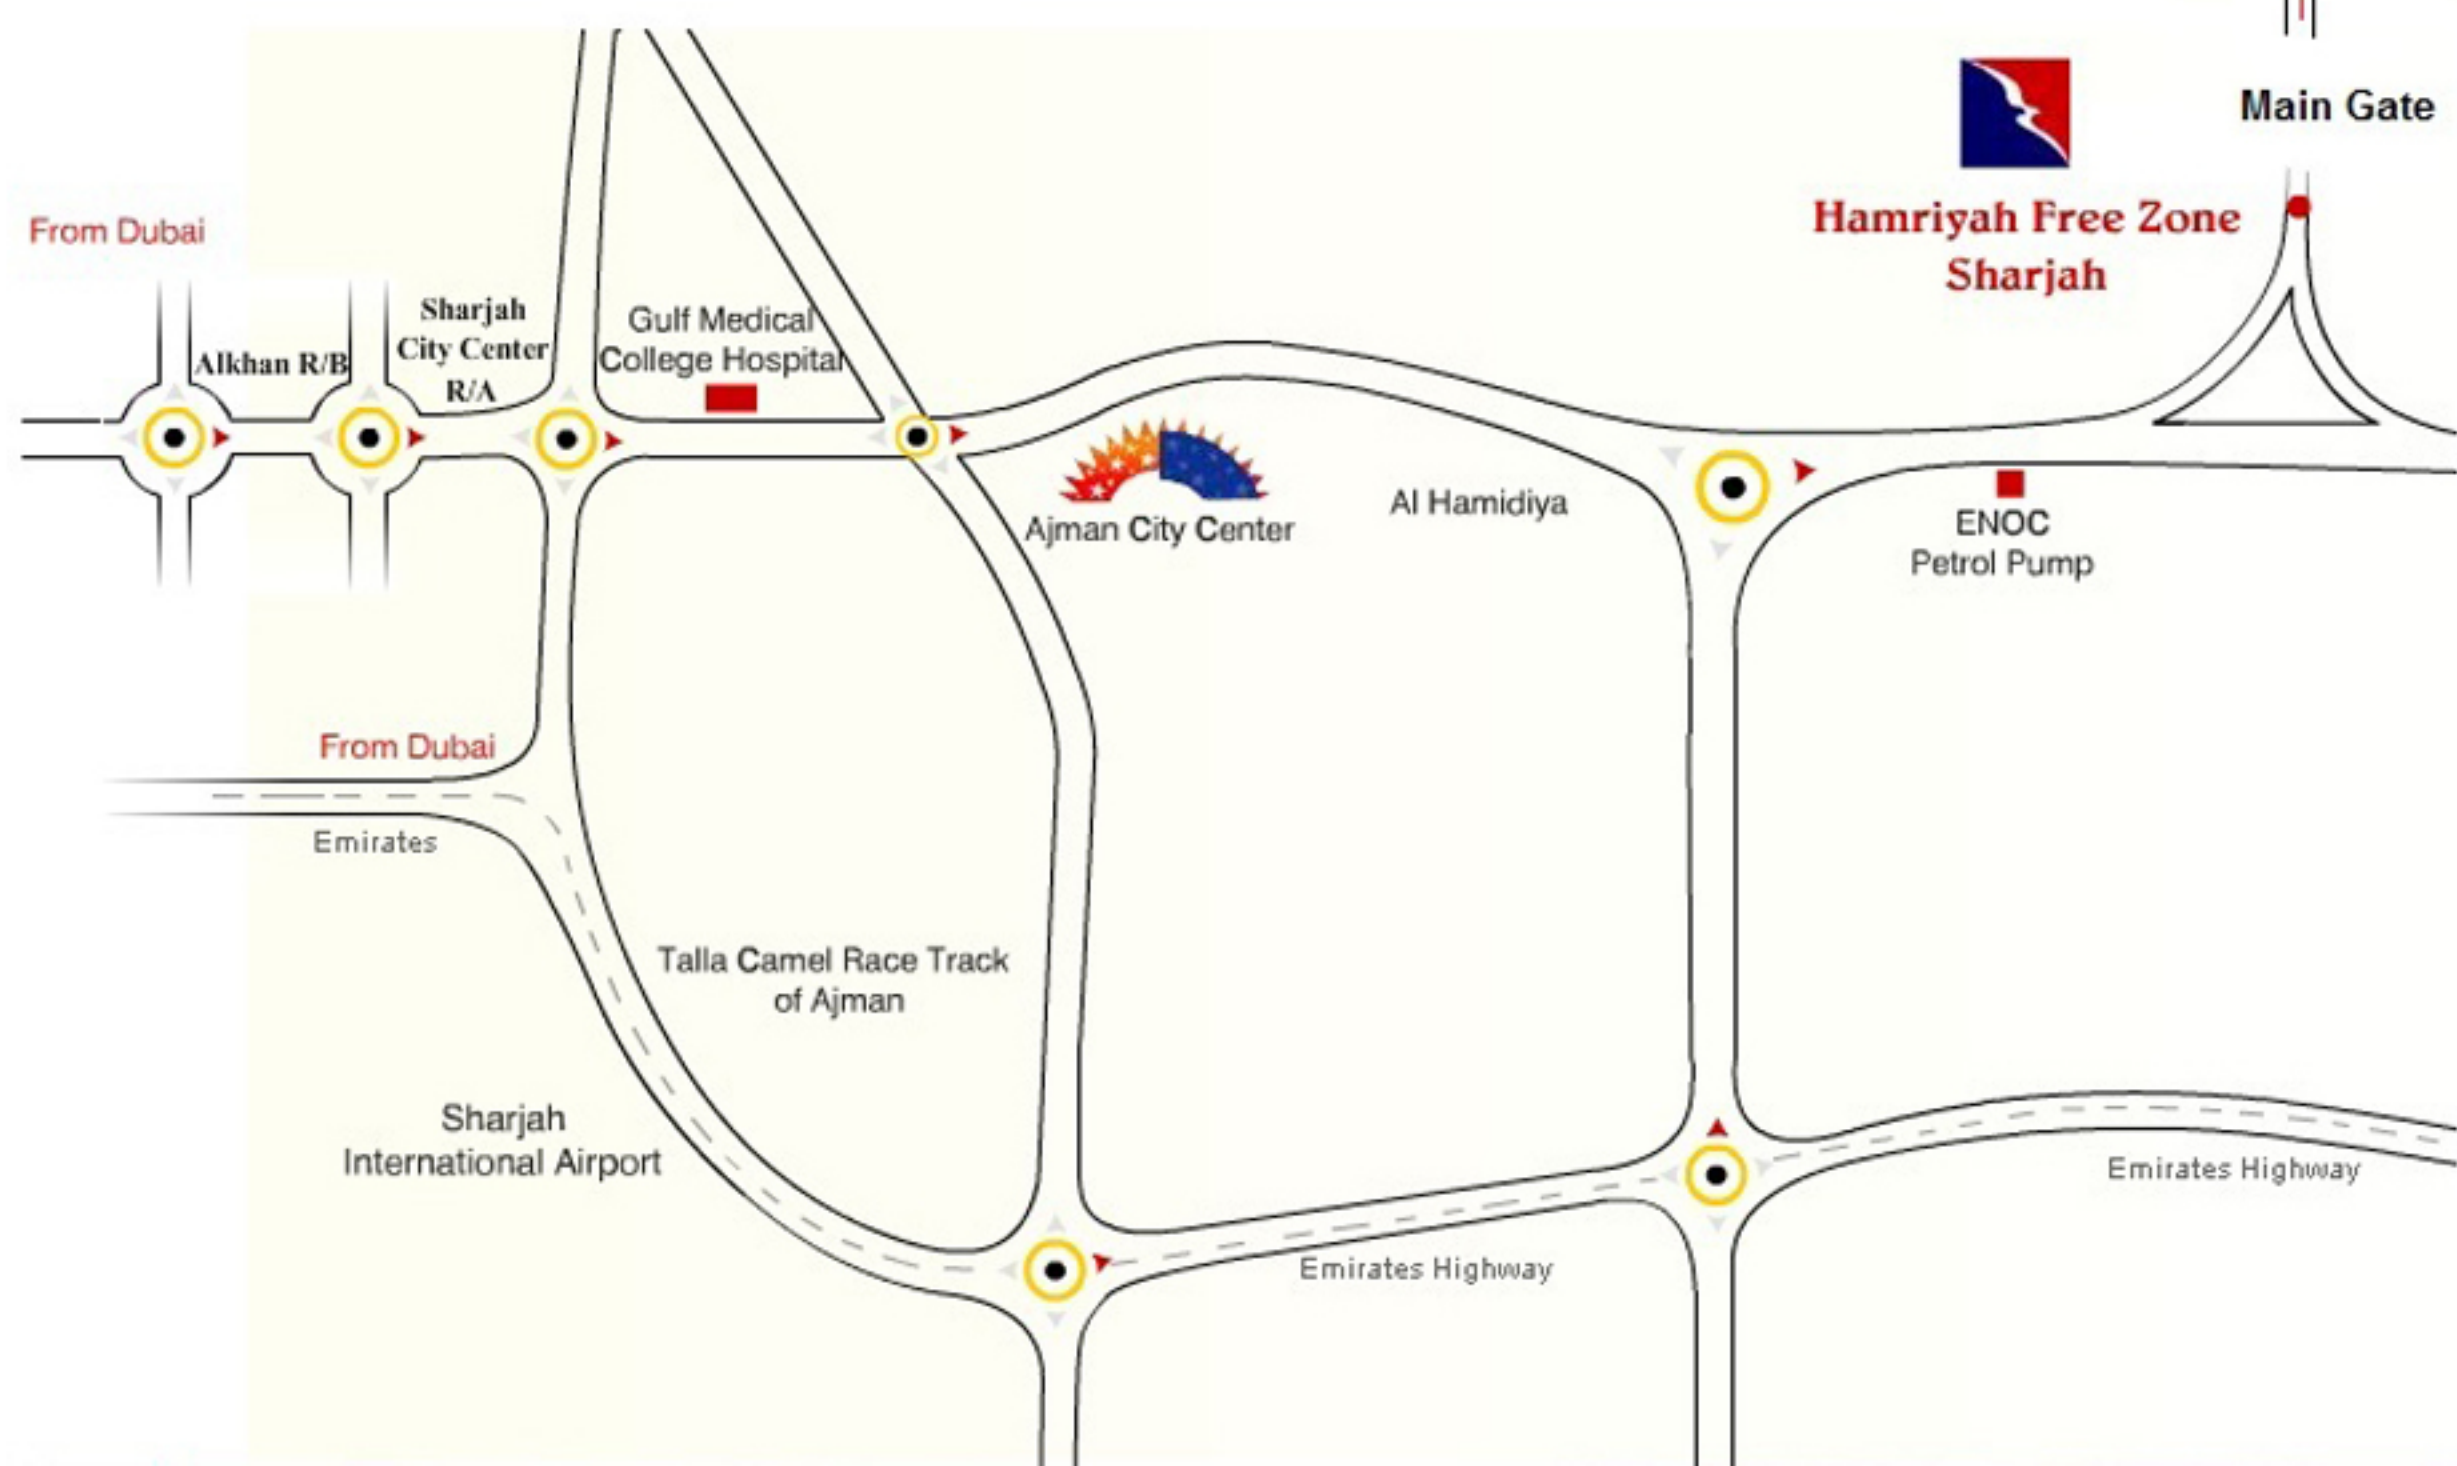 Main Gate
Hamriyah Free Zone
Sharjah
From Dubai
Alkhan R/B
Sharjah
City Center
R/A
Gulf Medical
College Hospital
Ajman City Center
Al Hamidiya
ENOC
Petrol Pump
From Dubai
Emirates
Talla Camel Race Track
of Ajman
Sharjah
International Airport
Emirates Highway
Emirates Highway